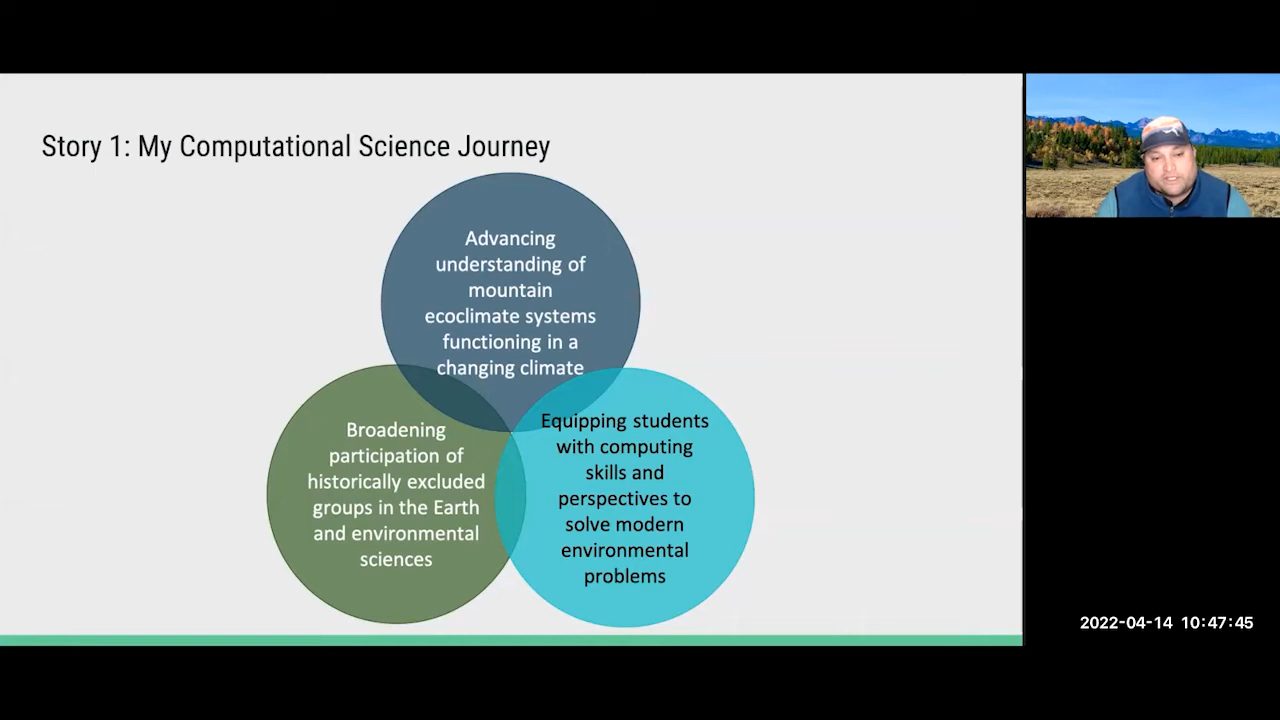 Story 1: My Computational Science Journey
Advancing
understanding of
mountain
ecoclimate systems
functioning in a
changing climate
Broadening
participation of
historically excluded
groups in the Earth
and environmental
sciences
Equipping students
with computing
skills and
perspectives to
solve modern
environmental
problems
2022-04-14 10:47:45